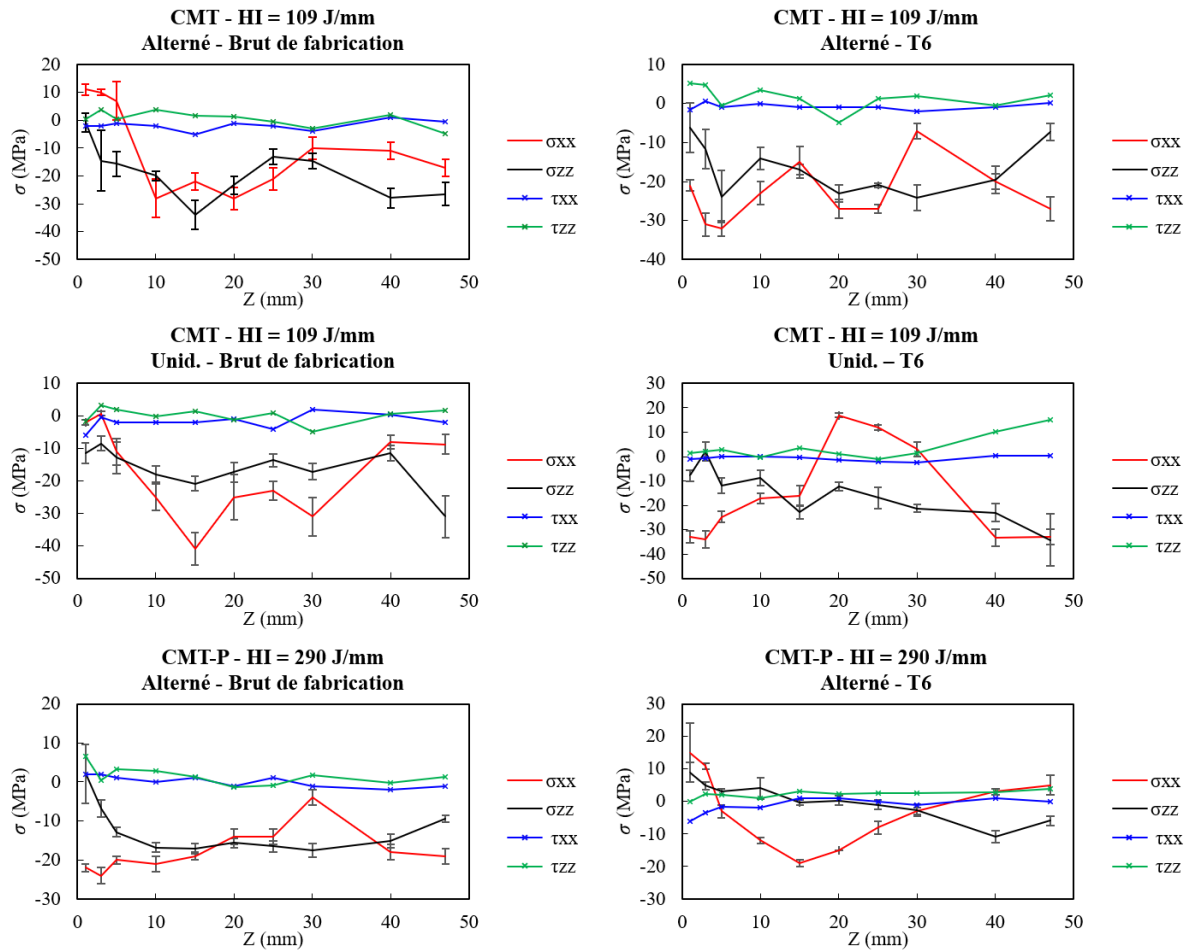 CMT - HI = 109 J/mm
Alterné - Brut de fabrication
20
10
0
-10
-20
-30
-40
-50
σ (MPa)
0 10 20 30 40 50
Z (mm)
σxx
σzz
τxx
τzz
CMT - HI = 109 J/mm
Alterné - T6
10
0
-10
-20
-30
-40
σ (MPa)
0 10 20 30 40 50
Z (mm)
σxx
σzz
τxx
τzz
CMT - HI = 109 J/mm
Unid. - Brut de fabrication
10
0
-10
-20
-30
-40
-50
σ (MPa)
0 10 20 30 40 50
Z (mm)
σxx
σzz
τxx
τzz
CMT - HI = 109 J/mm
Unid. – T6
30
20
10
0
-10
-20
-30
-40
-50
σ (MPa)
0 10 20 30 40 50
Z (mm)
σxx
σzz
τxx
τzz
CMT-P - HI = 290 J/mm
Alterné - Brut de fabrication
20
10
0
-10
-20
-30
σ (MPa)
0 10 20 30 40 50
Z (mm)
σxx
σzz
τxx
τzz
CMT-P - HI = 290 J/mm
Alterné - T6
30
20
10
0
-10
-20
-30
σ (MPa)
0 10 20 30 40 50
Z (mm)
σxx
σzz
τxx
τzz